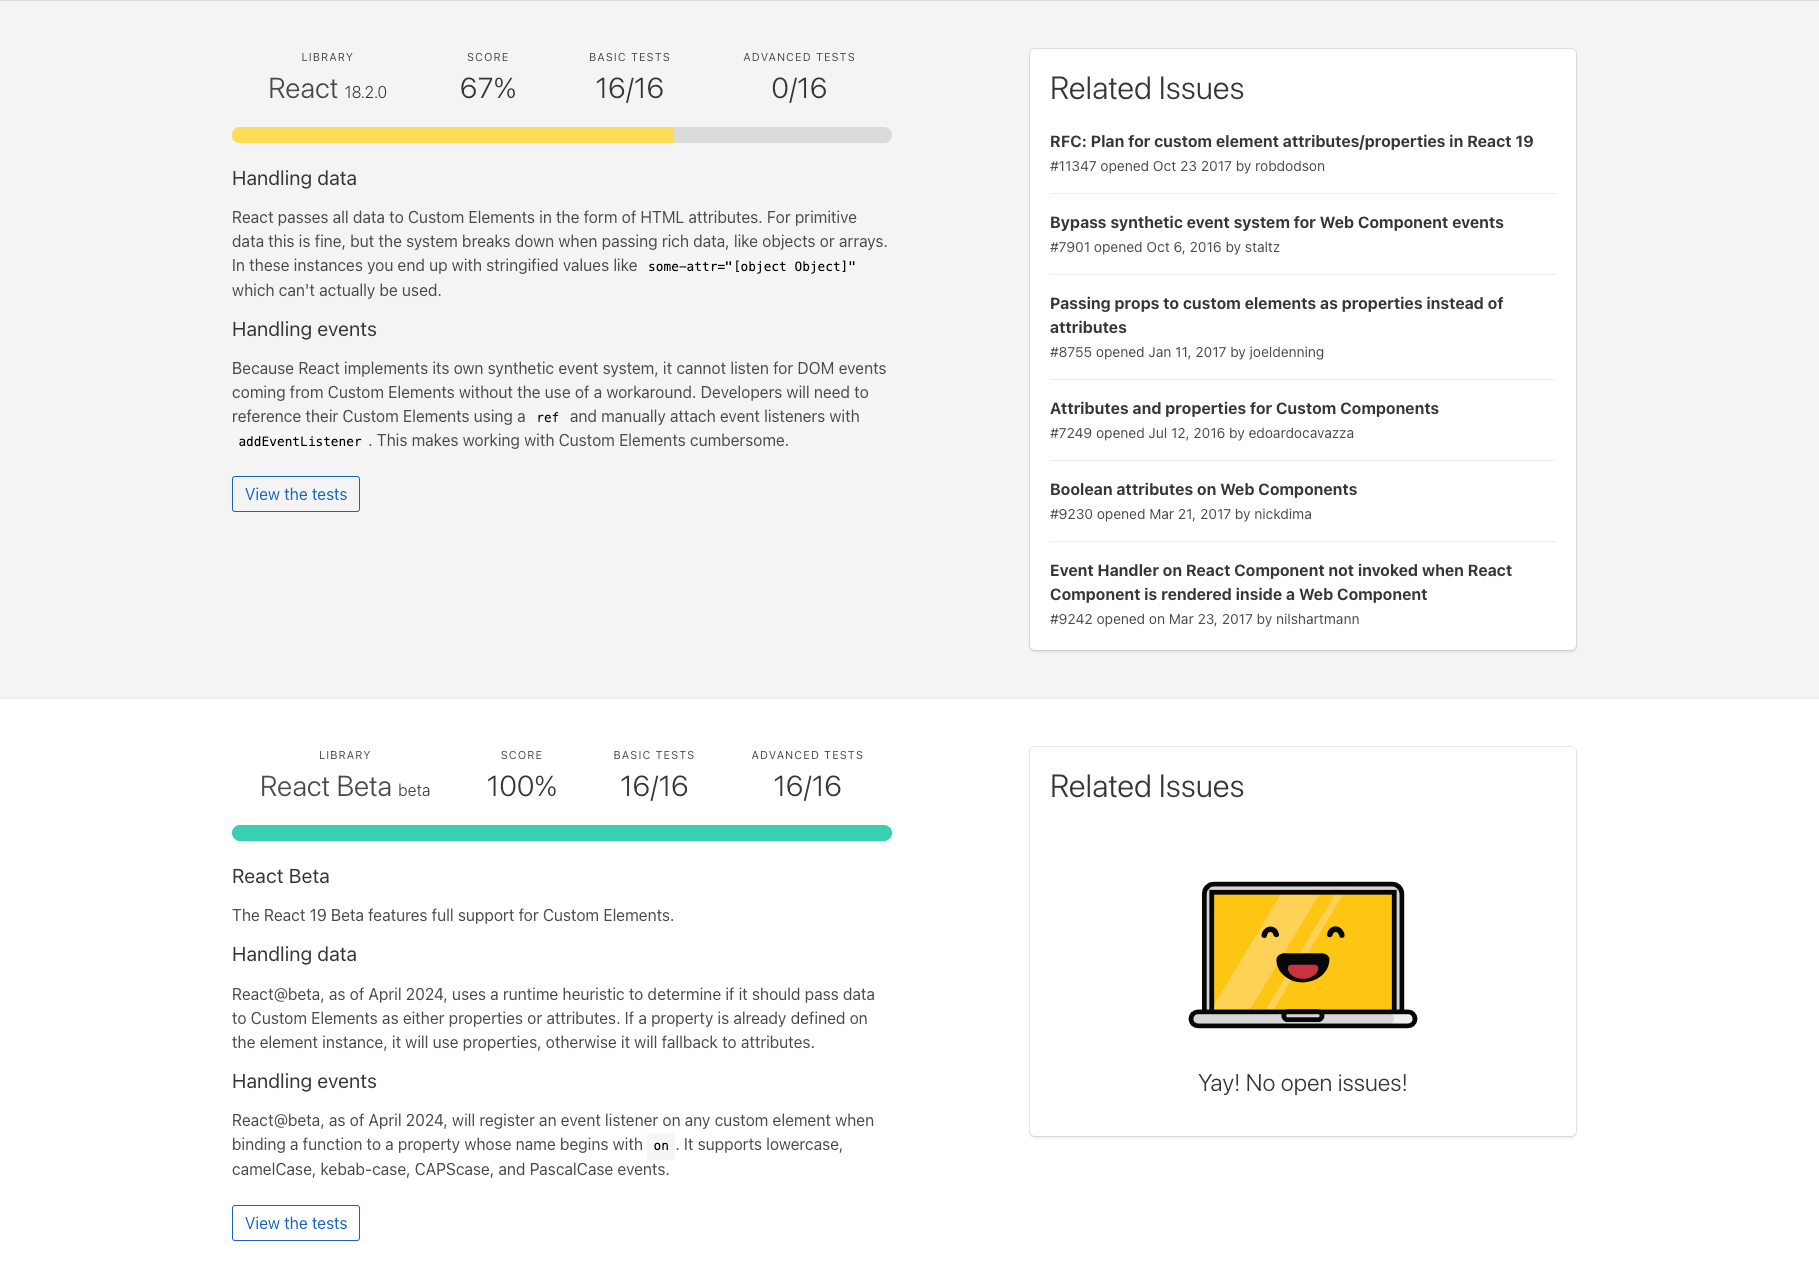 LIBRARY
React 18.2.0
SCORE
67%
BASIC TESTS
16/16
ADVANCED TESTS
0/16
Handling data
React passes all data to Custom Elements in the form of HTML attributes. For primitive
data this is fine, but the system breaks down when passing rich data, like objects or arrays.
In these instances you end up with stringified values like some-attr="[object Object]"
which can't actually be used.
Handling events
Because React implements its own synthetic event system, it cannot listen for DOM events
coming from Custom Elements without the use of a workaround. Developers will need to
reference their Custom Elements using a ref and manually attach event listeners with
addEventListener . This makes working with Custom Elements cumbersome.
View the tests
Related Issues
RFC: Plan for custom element attributes/properties in React 19
#11347 opened Oct 23 2017 by robdodson
Bypass synthetic event system for Web Component events
#7901 opened Oct 6, 2016 by staltz
Passing props to custom elements as properties instead of
attributes
#8755 opened Jan 11, 2017 by joeldenning
Attributes and properties for Custom Components
#7249 opened Jul 12, 2016 by edoardocavazza
Boolean attributes on Web Components
#9230 opened Mar 21, 2017 by nickdima
Event Handler on React Component not invoked when React
Component is rendered inside a Web Component
#9242 opened on Mar 23, 2017 by nilshartmann
LIBRARY
React Beta beta
SCORE
100%
BASIC TESTS
16/16
ADVANCED TESTS
16/16
React Beta
The React 19 Beta features full support for Custom Elements.
Handling data
React@beta, as of April 2024, uses a runtime heuristic to determine if it should pass data
to Custom Elements as either properties or attributes. If a property is already defined on
the element instance, it will use properties, otherwise it will fallback to attributes.
Handling events
React@beta, as of April 2024, will register an event listener on any custom element when
binding a function to a property whose name begins with on . It supports lowercase,
camelCase, kebab-case, CAPScase, and PascalCase events.
View the tests
Related Issues
Yay! No open issues!